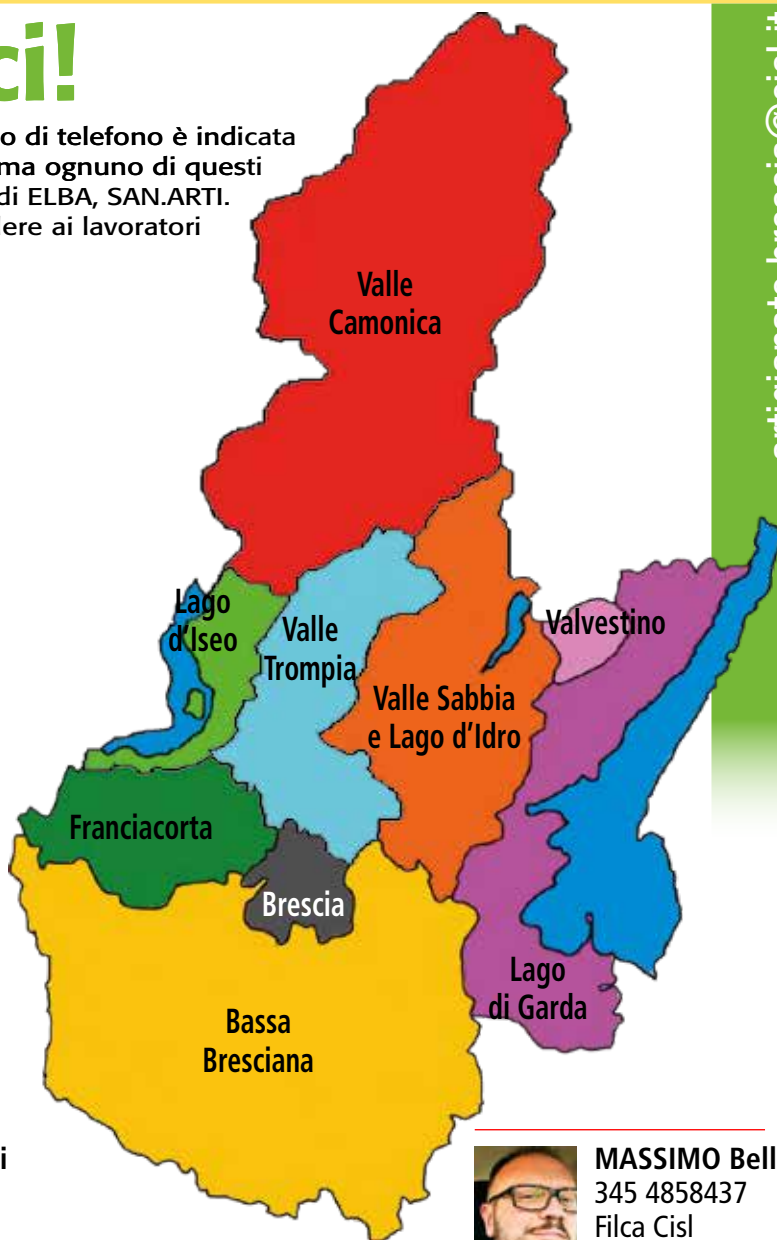 ci!
o di telefono è indicata
ma ognuno di questi
di ELBA, SAN.ARTI.
dere ai lavoratori
Valle
Camonica
Lago
d'Iseo
Valle
Trompia
Valvestino
Valle Sabbia
e Lago d'Idro
Franciacorta
Brescia
Lago
di Garda
Bassa
Bresciana
i
MASSIMO Bell
345 4858437
Filca Cisl